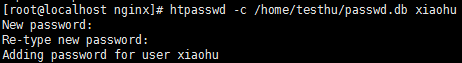 [root@localhost nginx]# htpasswd -c /home/testhu/passwd.db xiaohu
New password:
Re-type new password:
Adding password for user xiaohu